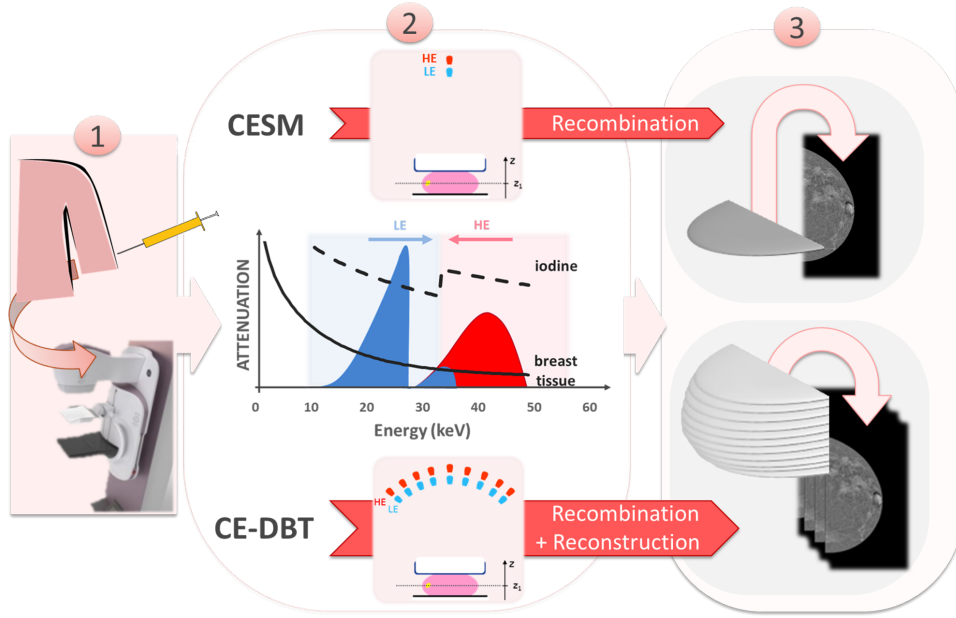 1
2
3
HE
LE
CESM
Recombination
z
z1
LE
HE
iodine
breast
tissue
ATTENUATION
0
10
20
30
40
50
60
Energy (keV)
HE
LE
CE-DBT
Recombination
+ Reconstruction
z
z1